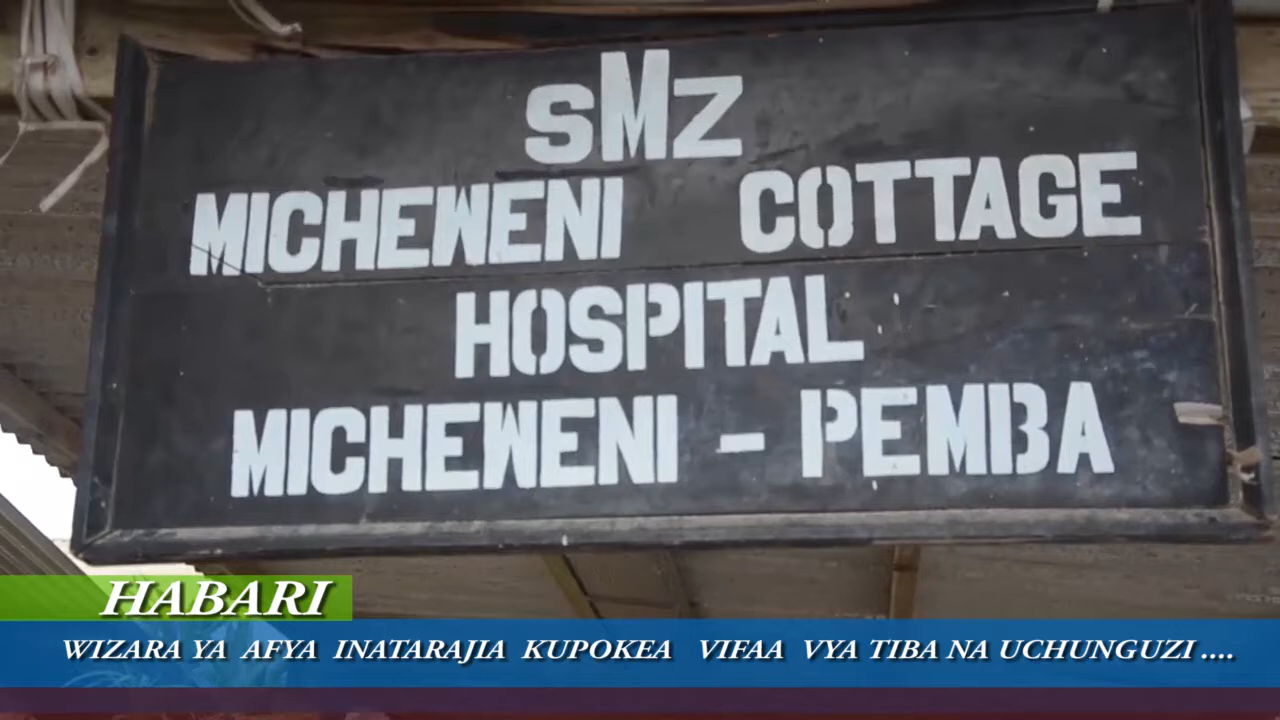 SMZ
MICHEWENI COTTAGE
HOSPITAL
MICHEWENI - PEMBA
HABARI
WIZARA YA AFYA INATARAJIA KUPOKEA VIFAA VYA TIBA NA UCHUNGUZI ....